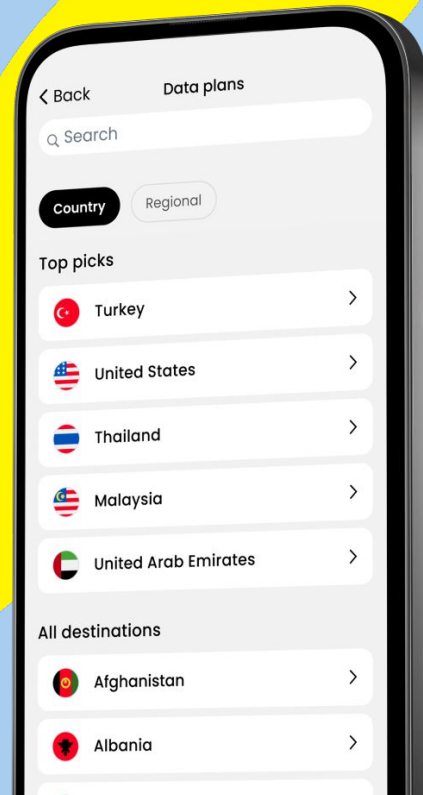 Back
Data plans
Search
Country
Regional
Top picks
Turkey
United States
Thailand
Malaysia
United Arab Emirates
All destinations
Afghanistan
Albania